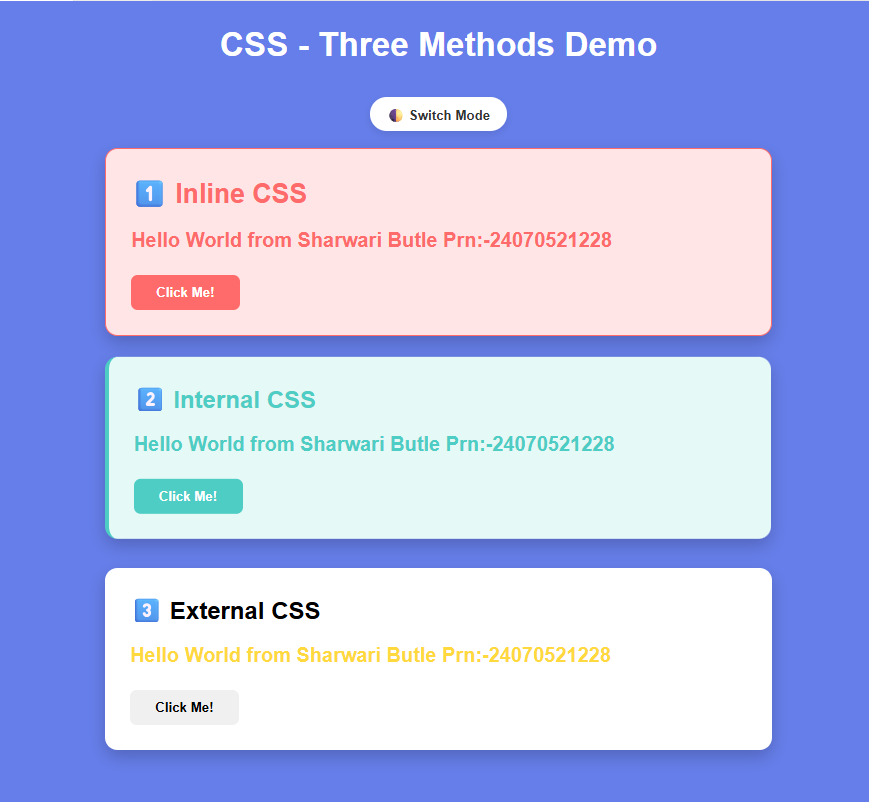 CSS - Three Methods Demo
🌓 Switch Mode
1️⃣ Inline CSS
Hello World from Sharwari Butle Prn:-24070521228
Click Me!
2️⃣ Internal CSS
Hello World from Sharwari Butle Prn:-24070521228
Click Me!
3️⃣ External CSS
Hello World from Sharwari Butle Prn:-24070521228
Click Me!